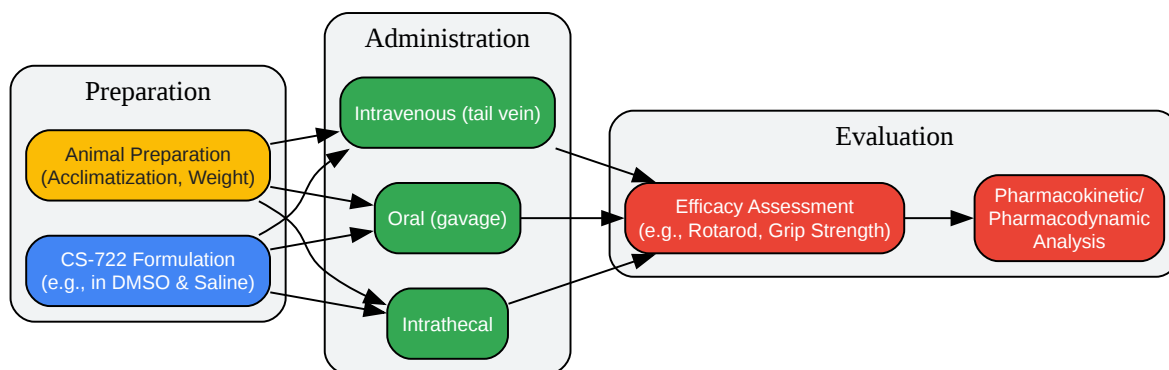 Preparation
Animal Preparation
(Acclimatization, Weight)
CS-722 Formulation
(e.g., in DMSO & Saline)
Administration
Intravenous (tail vein)
Oral (gavage)
Intrathecal
Evaluation
Efficacy Assessment
(e.g., Rotarod, Grip Strength)
Pharmacokinetic/
Pharmacodynamic
Analysis